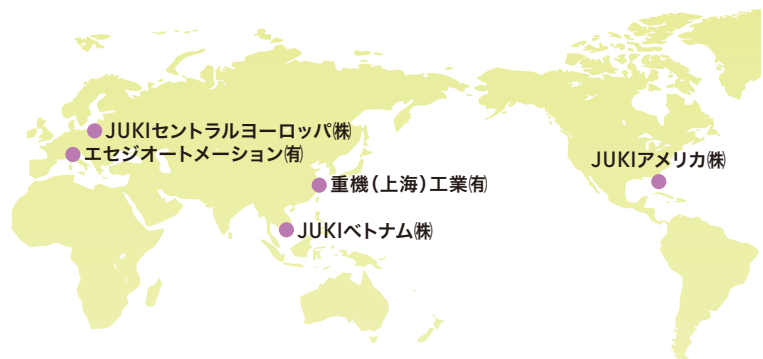 JUKIセントラルヨーロッパ㈱
エセジオートメーション㈲
JUKIアメリカ㈱
重機(上海)工業㈲
JUKIベトナム㈱